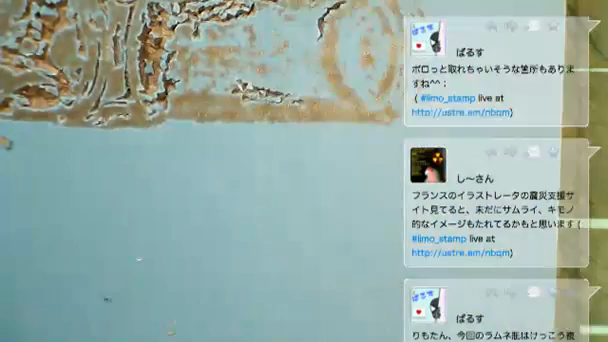 ぱるす
ポロっと取れちゃいそうな箇所もありま
すね^^；
( #limo_stamp live at
http://ustre.am/nbqm)
し〜さん
フランスのイラストレータの震災支援サ
イト見てると、未だにサムライ、キモノ
的なイメージもたれてるかもと思います (
#limo_stamp live at
http://ustre.am/nbqm)
ぱるす
りもたん、今回のラムネ瓶はけっこう複